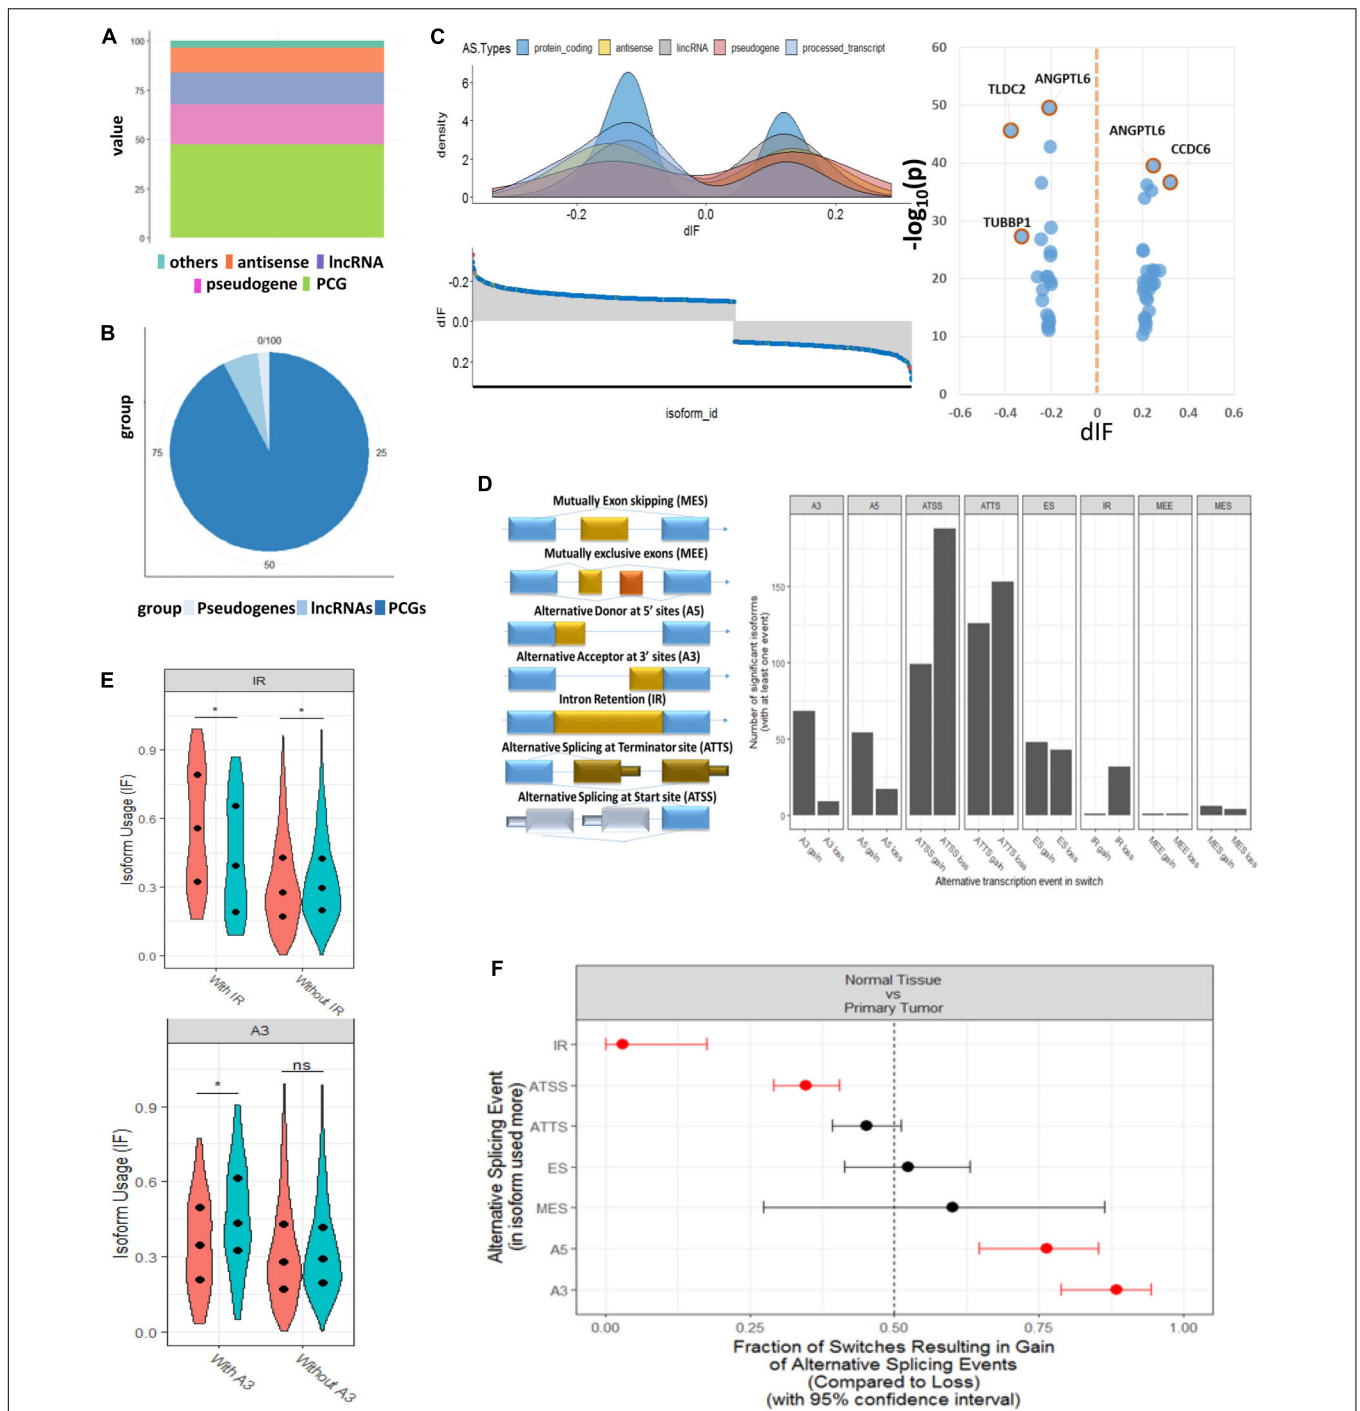 A
100
75
50
25
0
value
others antisense lncRNA
pseudogene PCG
B
0/100
25
50
75
group
group Pseudogenes lncRNAs PCGs
C
AS.Types protein_coding antisense lincRNA pseudogene processed_transcript
6
4
2
0
density
-0.2 0.0 0.2
dIF
-0.2
0.0
0.2
dIF
isoform_id
60
50
40
30
20
10
0
-log10(p)
TLDC2
ANGPTL6
ANGPTL6
CCDC6
TUBBP1
-0.6 -0.4 -0.2 0 0.2 0.4 0.6
dIF
D
Mutually Exon skipping (MES)
Mutually exclusive exons (MEE)
Alternative Donor at 5' sites (A5)
Alternative Acceptor at 3' sites (A3)
Intron Retention (IR)
Alternative Splicing at Terminator site (ATTS)
Alternative Splicing at Start site (ATSS)
A3 A5 ATSS ATTS ES IR MEE MES
150
100
50
0
Number of significant isoforms
(with at least one event)
A3 gain A3 loss A5 gain A5 loss ATSS gain ATSS loss ATTS gain ATTS loss ES gain ES loss IR gain IR loss MEE gain MEE loss MES gain MES loss
Alternative transcription event in switch
E
IR
* *
0.9
0.6
0.3
0.0
Isoform Usage (IF)
With IR Without IR
A3
* ns
0.9
0.6
0.3
0.0
Isoform Usage (IF)
With A3 Without A3
F
Normal Tissue
vs
Primary Tumor
IR
ATSS
ATTS
ES
MES
A5
A3
Alternative Splicing Event
(in isoform used more)
0.00 0.25 0.50 0.75 1.00
Fraction of Switches Resulting in Gain
of Alternative Splicing Events
(Compared to Loss)
(with 95% confidence interval)